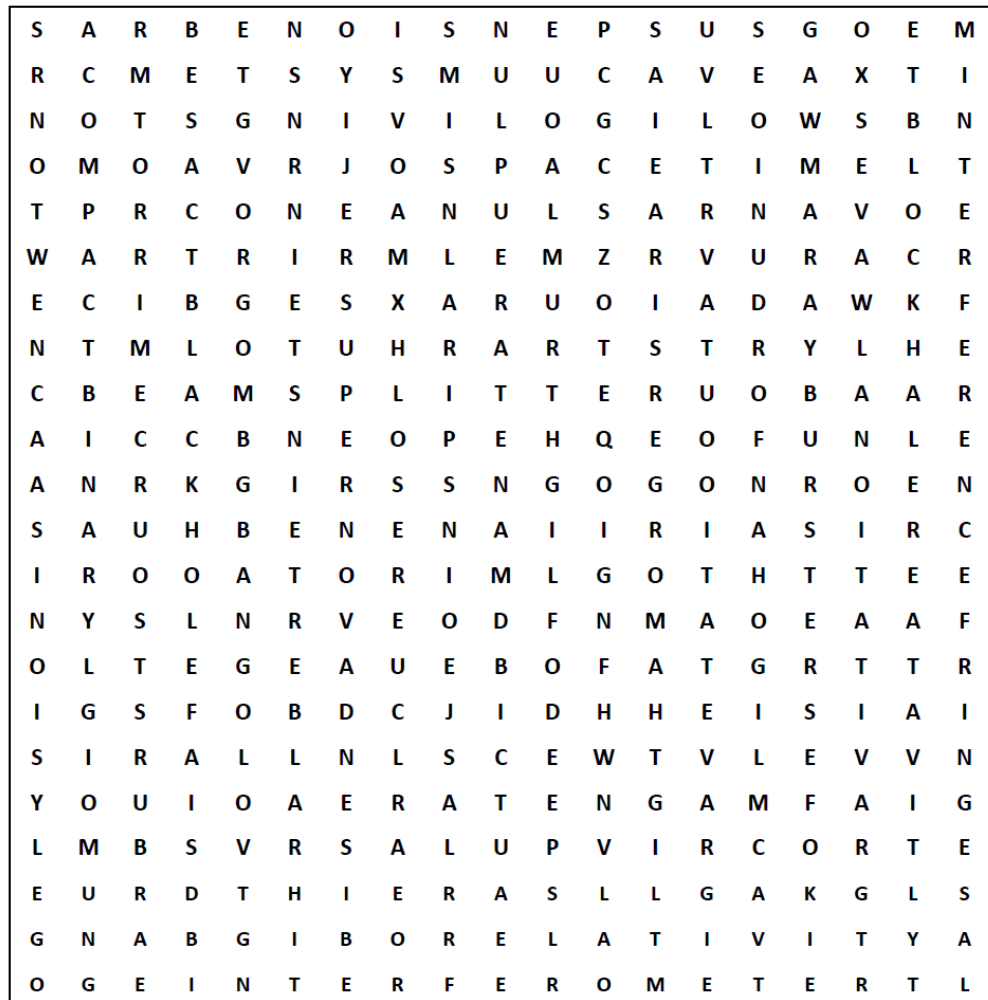 S A R B E N O I S N E P S U S G O E M
R C M E T S Y S M U U C A V E A X T I
N O T S G N I V I L O G I L O W S B N
O M O A V R J O S P A C E T I M E L T
T P R C O N E A N U L S A R N A V O E
W A R T R I R M L E M Z R V U R A C R
E C I B G E S X A R U O I A D A W K F
N T M L O T U H R A R T S T R Y L H E
C B E A M S P L I T T E R U O B A A R
A I C C B N E O P E H Q E O F U N L E
A N R K G I R S S N G O G O N R O E N
S A U H B E N E N A I I R I A S I R C
I R O O A T O R I M L G O T H T T E E
N Y S L N R V E O D F N M A O E A A F
O L T E G E A U E B O F A T G R T T R
I G S F O B D C J I D H H E I S I A I
S I R A L L N L S C E W T V L E V V N
Y O U I O A E R A T E N G A M F A I G
L M B S V R S A L U P V I R C O R T E
E U R D T H I E R A S L L G A K G L S
G N A B G I B O R E L A T I V I T Y A
O G E I N T E R F E R O M E T E R T L